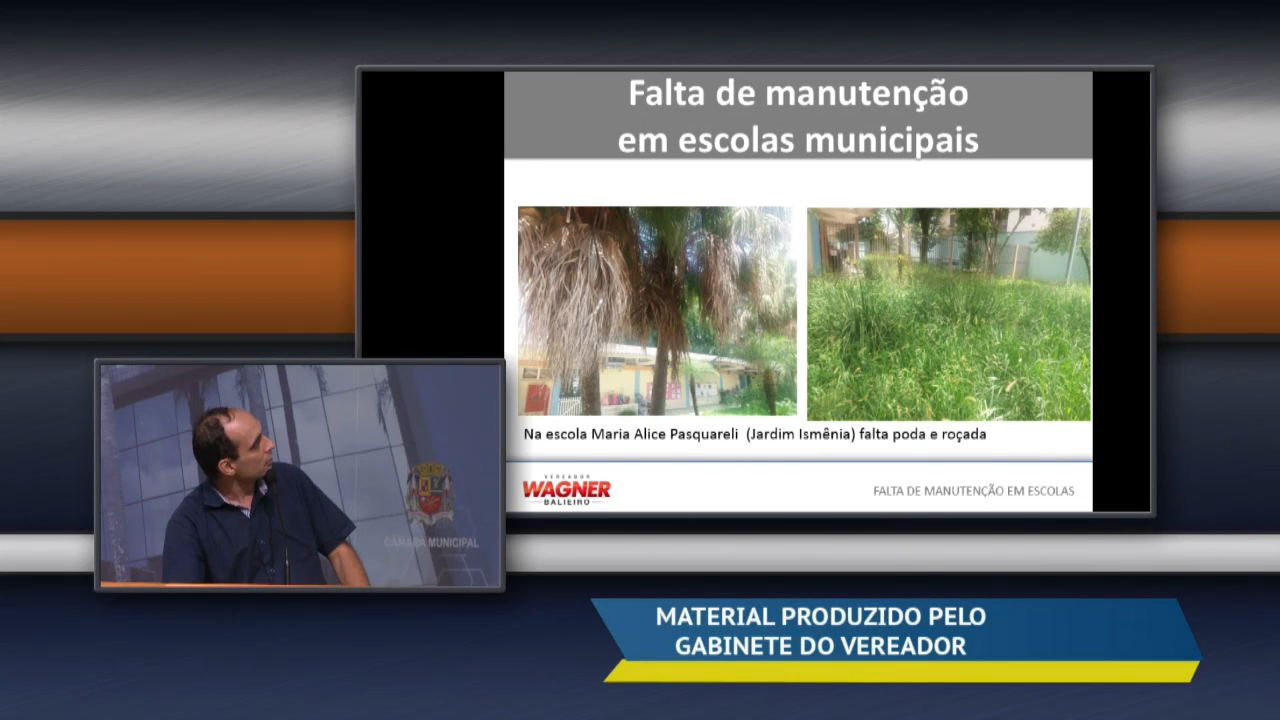 Falta de manutenção
em escolas municipais
Na escola Maria Alice Pasquareli (Jardim Ismênia) falta poda e roçada
VEREADOR
WAGNER
BALIEIRO
FALTA DE MANUTENÇÃO EM ESCOLAS
CÂMARA MUNICIPAL
MATERIAL PRODUZIDO PELO
GABINETE DO VEREADOR